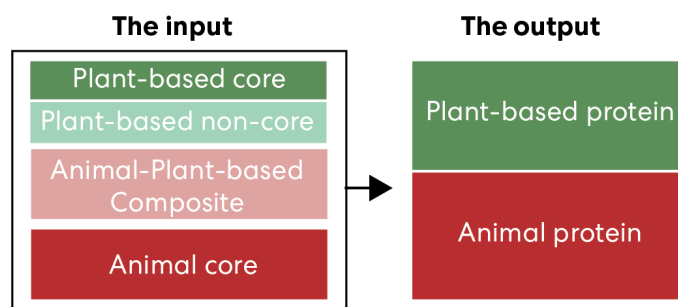 The input
Plant-based core
Plant-based non-core
Animal-Plant-based
Composite
Animal core
The output
Plant-based protein
Animal protein